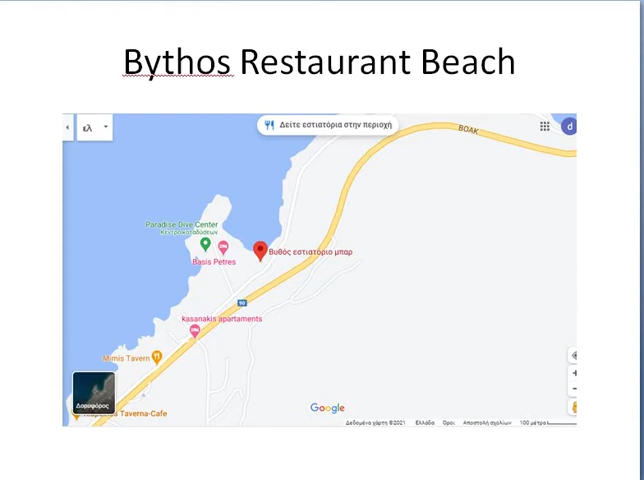 Bythos Restaurant Beach
ελ
Δείτε εστιατόρια στην περιοχή
d
ΒΟΑΚ
Paradise Dive Center
Κέντρο καταδύσεων
Basis Petres
Βυθός εστιατόριο μπαρ
90
kasanakis apartaments
Mimis Tavern
Δορυφόρος
Taverna-Cafe
Google
Δεδομένα χάρτη ©2021 Ελλάδα Όροι Αποστολή σχολίων 100 μέτρα